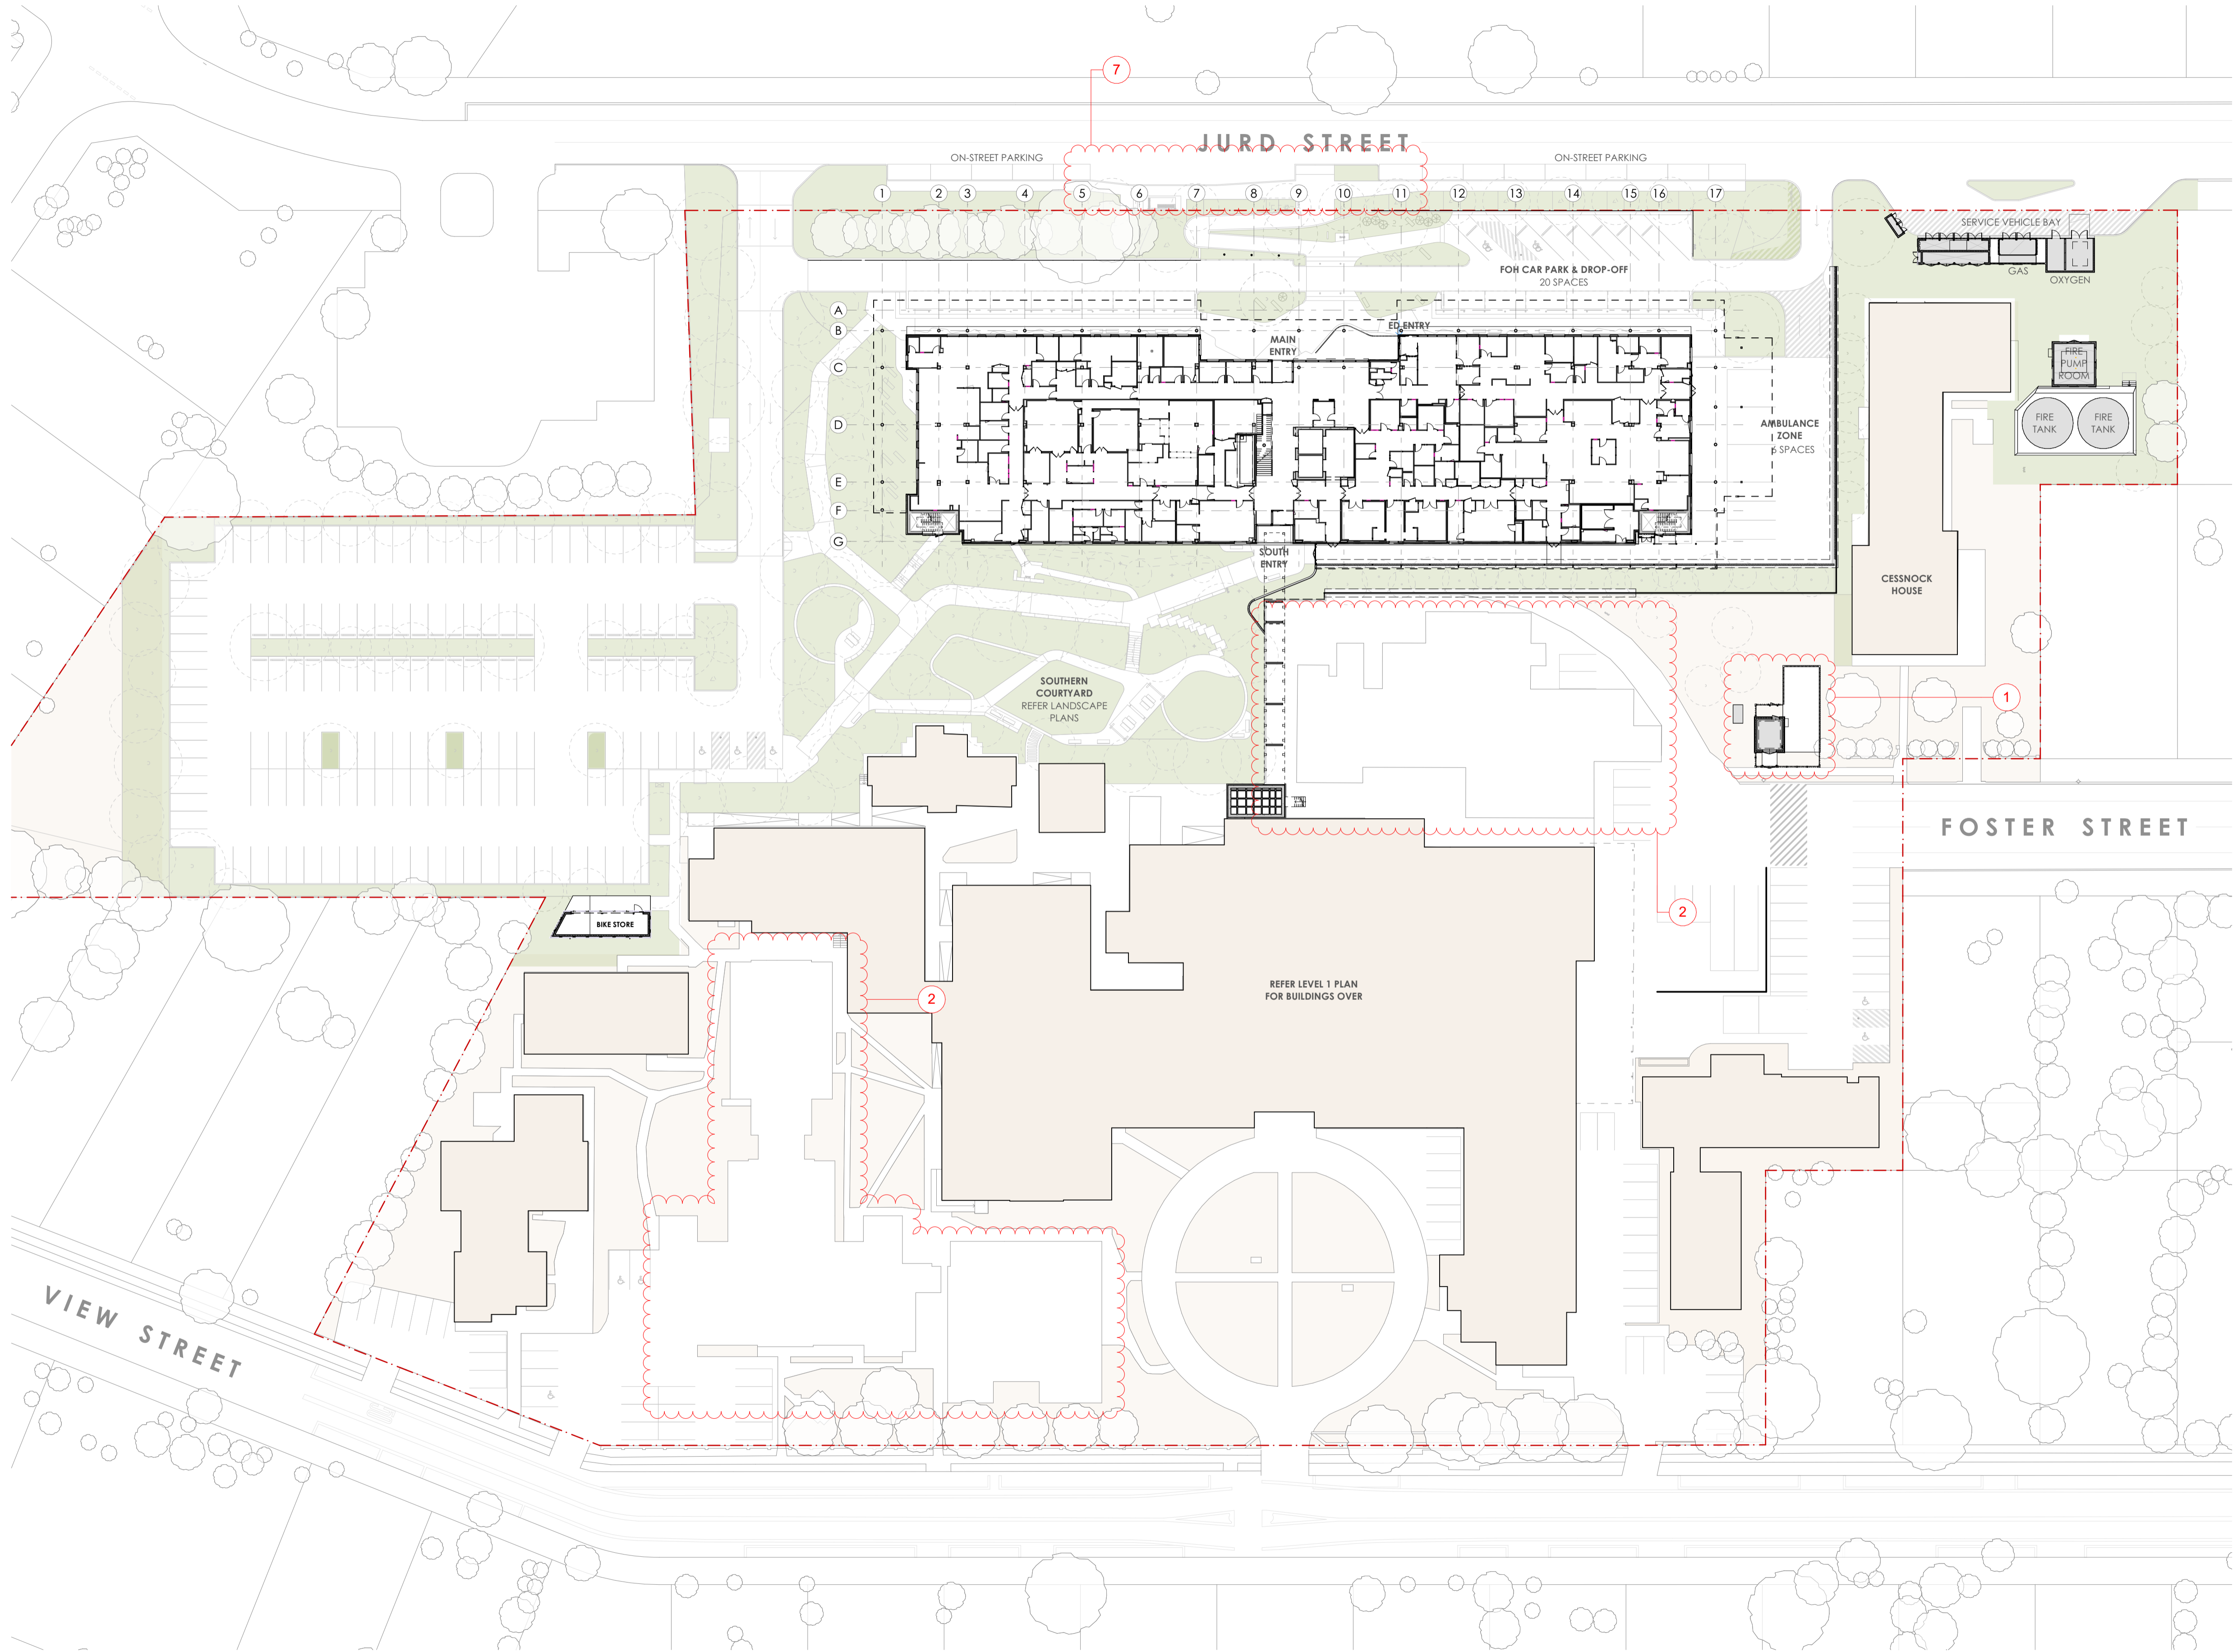 7
JURD STREET
ON-STREET PARKING
ON-STREET PARKING
1
2
3
4
5
6
7
8
9
10
11
12
13
14
15
16
17
SERVICE VEHICLE BAY
GAS
OXYGEN
FOH CAR PARK & DROP-OFF
20 SPACES
A
B
C
D
E
F
G
MAIN
ENTRY
ED ENTRY
FIRE
PUMP
ROOM
FIRE
TANK
FIRE
TANK
AMBULANCE
ZONE
6 SPACES
SOUTH
ENTRY
CESSNOCK
HOUSE
SOUTHERN
COURTYARD
REFER LANDSCAPE
PLANS
1
FOSTER STREET
2
BIKE STORE
2
REFER LEVEL 1 PLAN
FOR BUILDINGS OVER
VIEW STREET